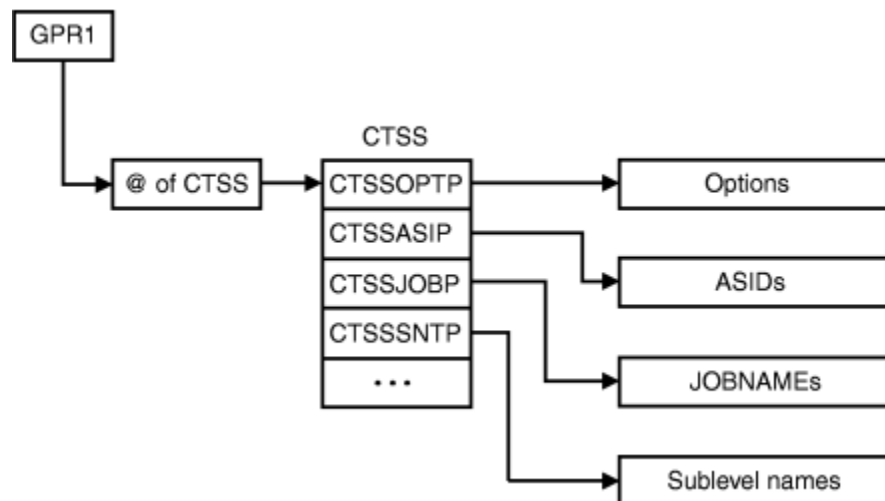 GPR1
CTSS
@ of CTSS
CTSSOPTP
Options
CTSSASIP
ASIDs
CTSSJOBP
CTSSSNTP
JOBNAMEs
...
Sublevel names